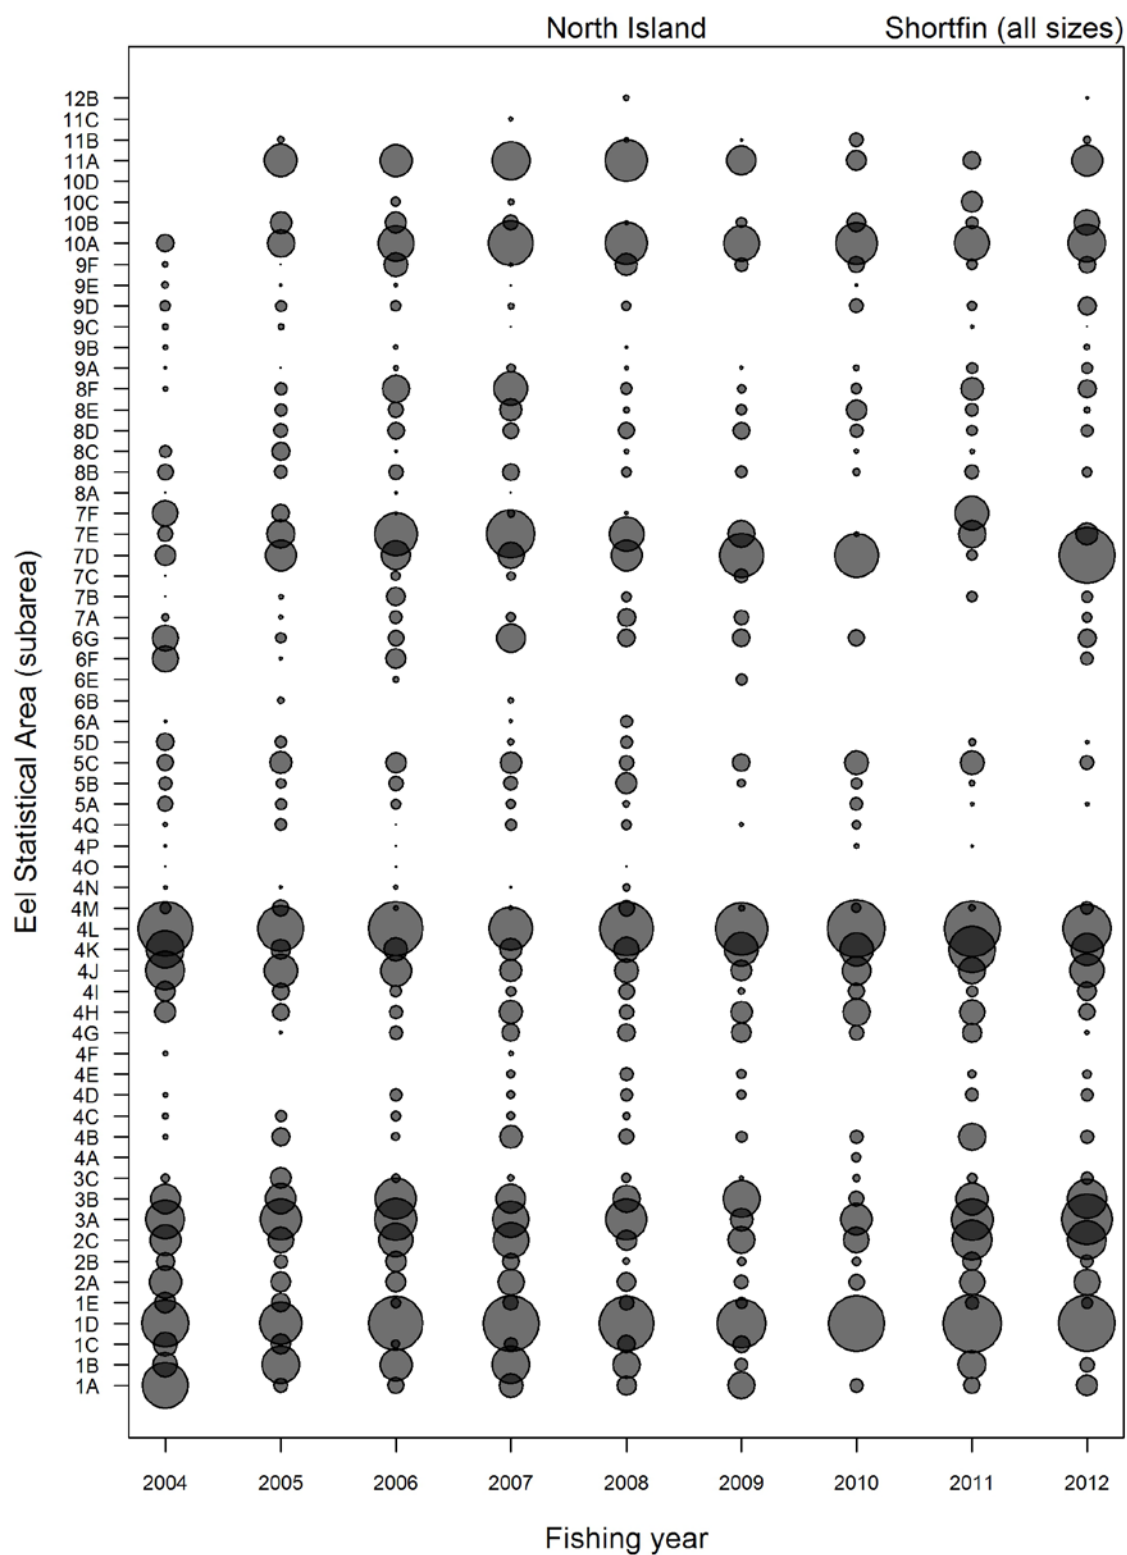 North Island Shortfin (all sizes)
12B
11C
11B
11A
10D
10C
10B
10A
9F
9E
9D
9C
9B
9A
8F
8E
8D
8C
8B
8A
7F
7E
7D
7C
7B
7A
6G
6F
6E
6B
6A
5D
5C
5B
5A
4Q
4P
4O
4N
4M
4L
4K
4J
4I
4H
4G
4F
4E
4D
4C
4B
4A
3C
3B
3A
2C
2B
2A
1E
1D
1C
1B
1A
Eel Statistical Area (subarea)
2004 2005 2006 2007 2008 2009 2010 2011 2012
Fishing year